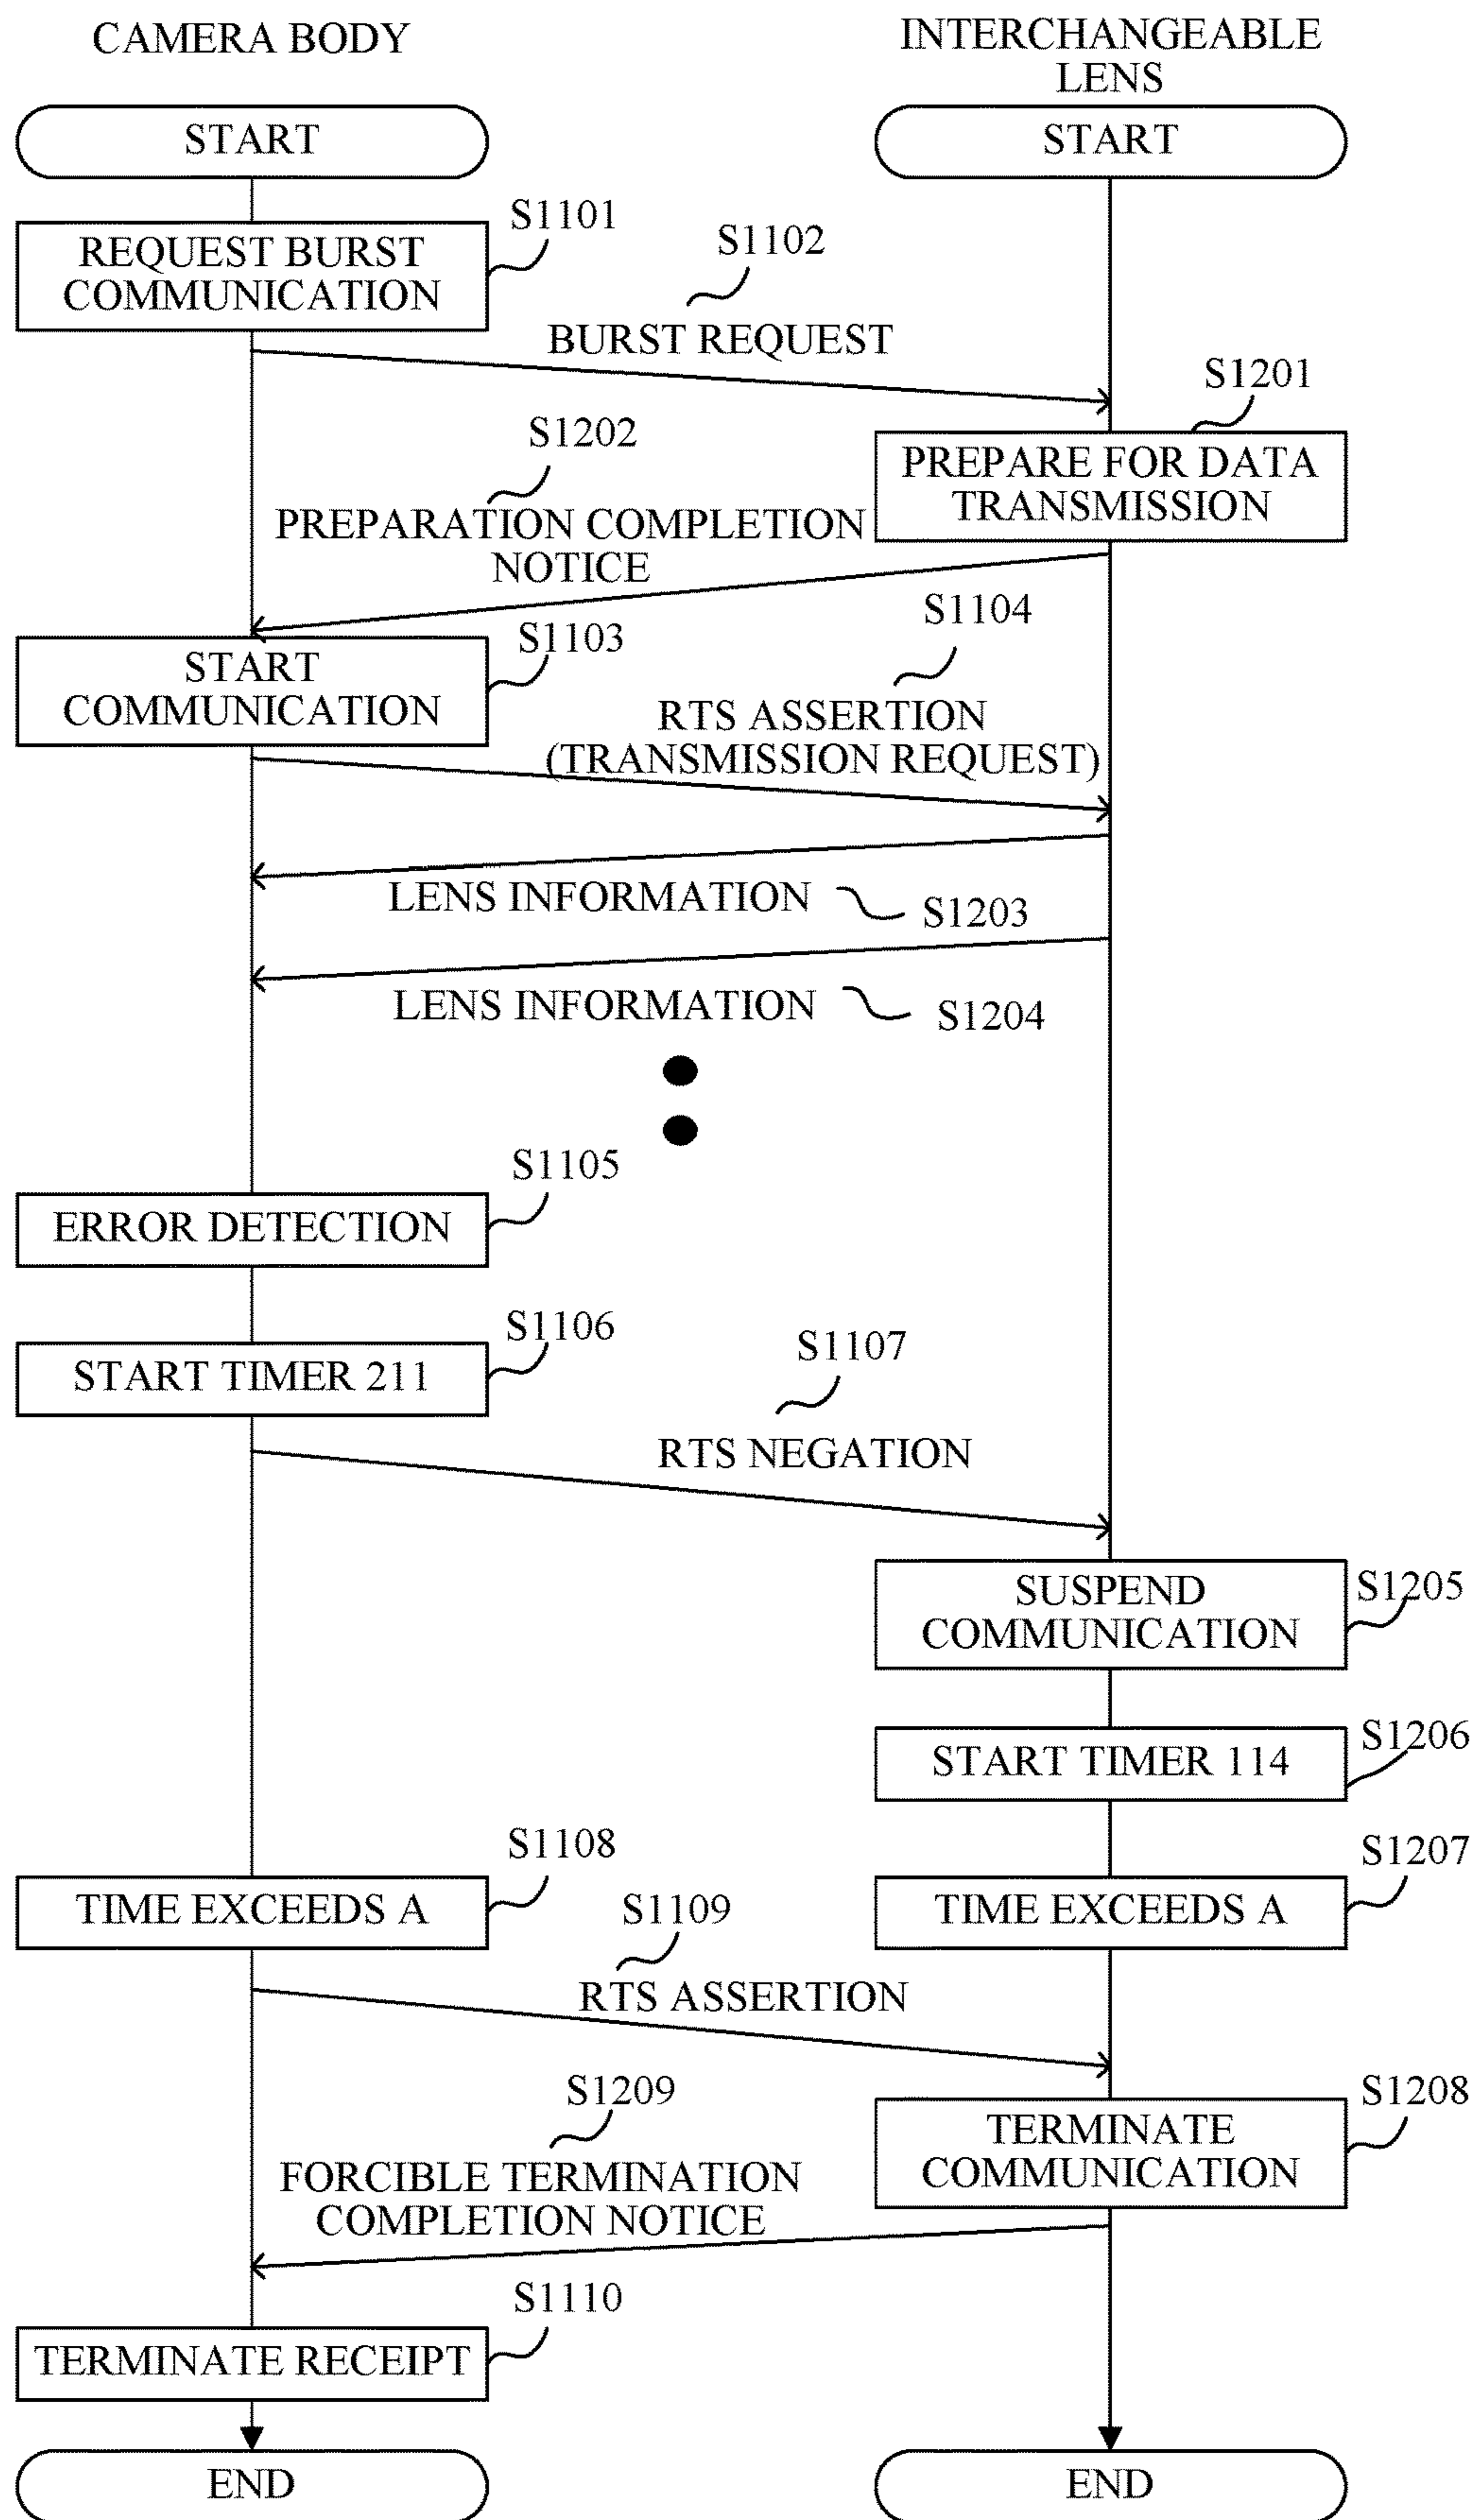 CAMERA BODY
INTERCHANGEABLE
LENS
START
START
S1101
REQUEST BURST
COMMUNICATION
S1102
BURST REQUEST
S1201
PREPARE FOR DATA
TRANSMISSION
S1202
PREPARATION COMPLETION
NOTICE
S1103
START
COMMUNICATION
S1104
RTS ASSERTION
(TRANSMISSION REQUEST)
LENS INFORMATION
S1203
LENS INFORMATION
S1204
S1105
ERROR DETECTION
S1106
START TIMER 211
S1107
RTS NEGATION
SUSPEND
COMMUNICATION
S1205
START TIMER 114
S1206
S1108
TIME EXCEEDS A
S1207
TIME EXCEEDS A
S1109
RTS ASSERTION
S1208
TERMINATE
COMMUNICATION
S1209
FORCIBLE TERMINATION
COMPLETION NOTICE
S1110
TERMINATE RECEIPT
END
END